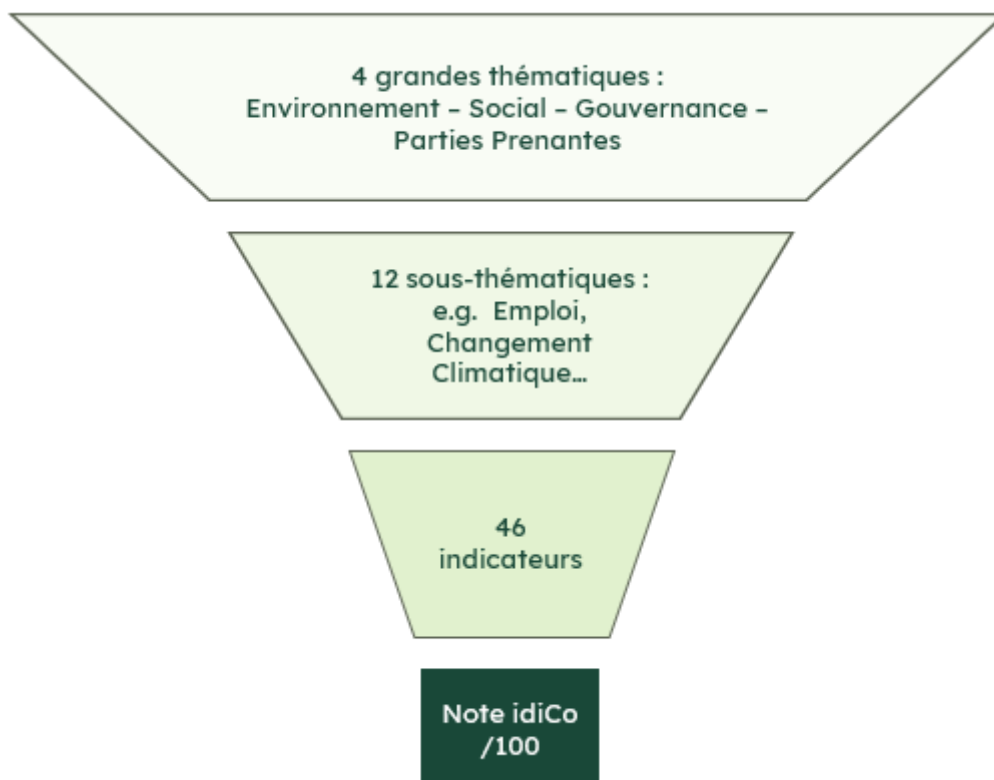 4 grandes thématiques :
Environnement – Social – Gouvernance –
Parties Prenantes
12 sous-thématiques :
e.g. Emploi,
Changement
Climatique...
46
indicateurs
Note idiCo
/100